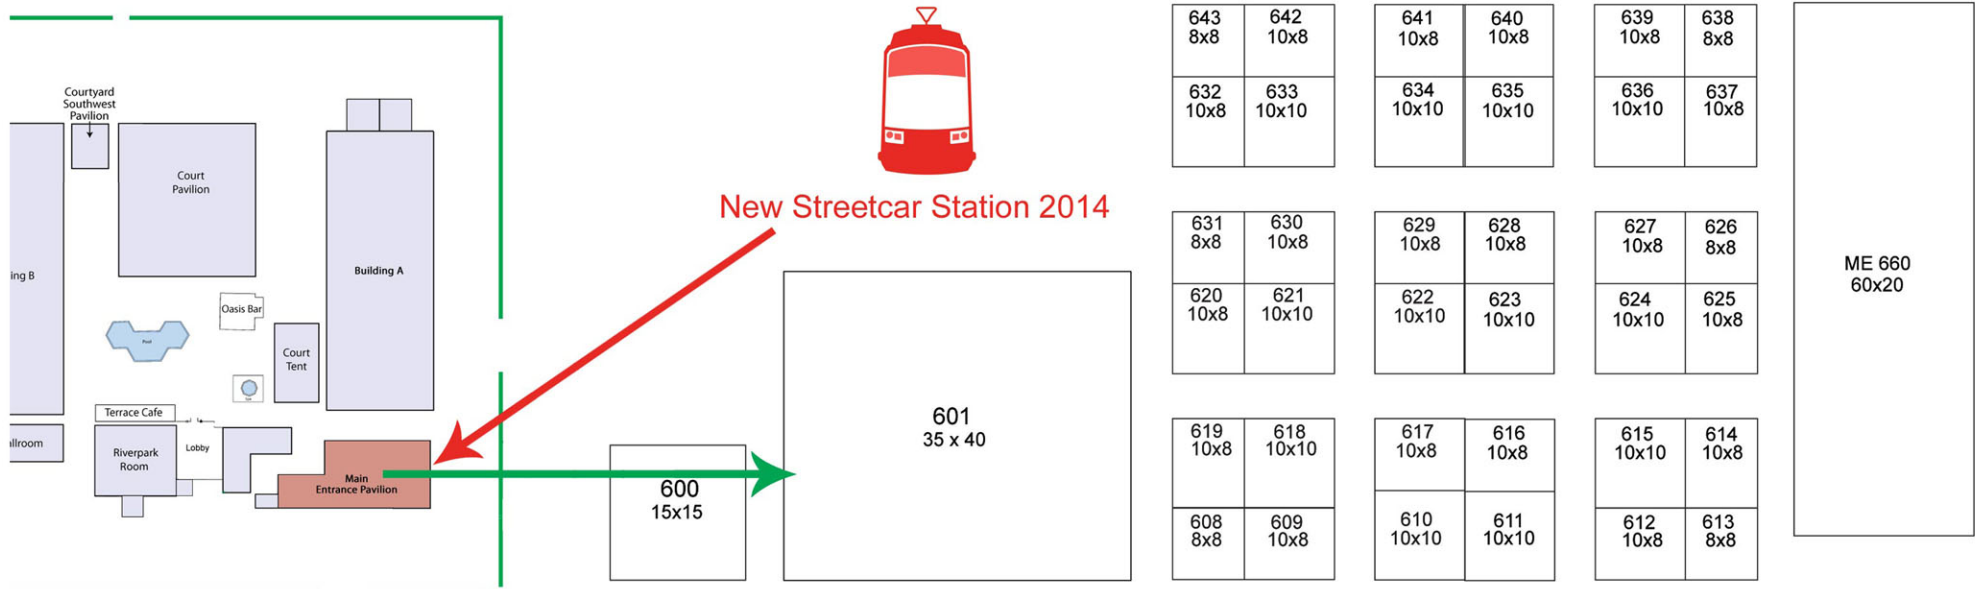 Courtyard
Southwest
Pavilion
Court
Pavilion
ing B
Building A
Oasis Bar
Pool
Court
Tent
Terrace Cafe
llroom
Riverpark
Room
Lobby
Main
Entrance Pavilion
New Streetcar Station 2014
600
15x15
601
35 x 40
643
8x8
642
10x8
632
10x8
633
10x10
641
10x8
640
10x8
634
10x10
635
10x10
639
10x8
638
8x8
636
10x10
637
10x8
631
8x8
630
10x8
620
10x8
621
10x10
629
10x8
628
10x8
622
10x10
623
10x10
627
10x8
626
8x8
624
10x10
625
10x8
619
10x8
618
10x10
608
8x8
609
10x8
617
10x8
616
10x8
610
10x10
611
10x10
615
10x10
614
10x8
612
10x8
613
8x8
ME 660
60x20